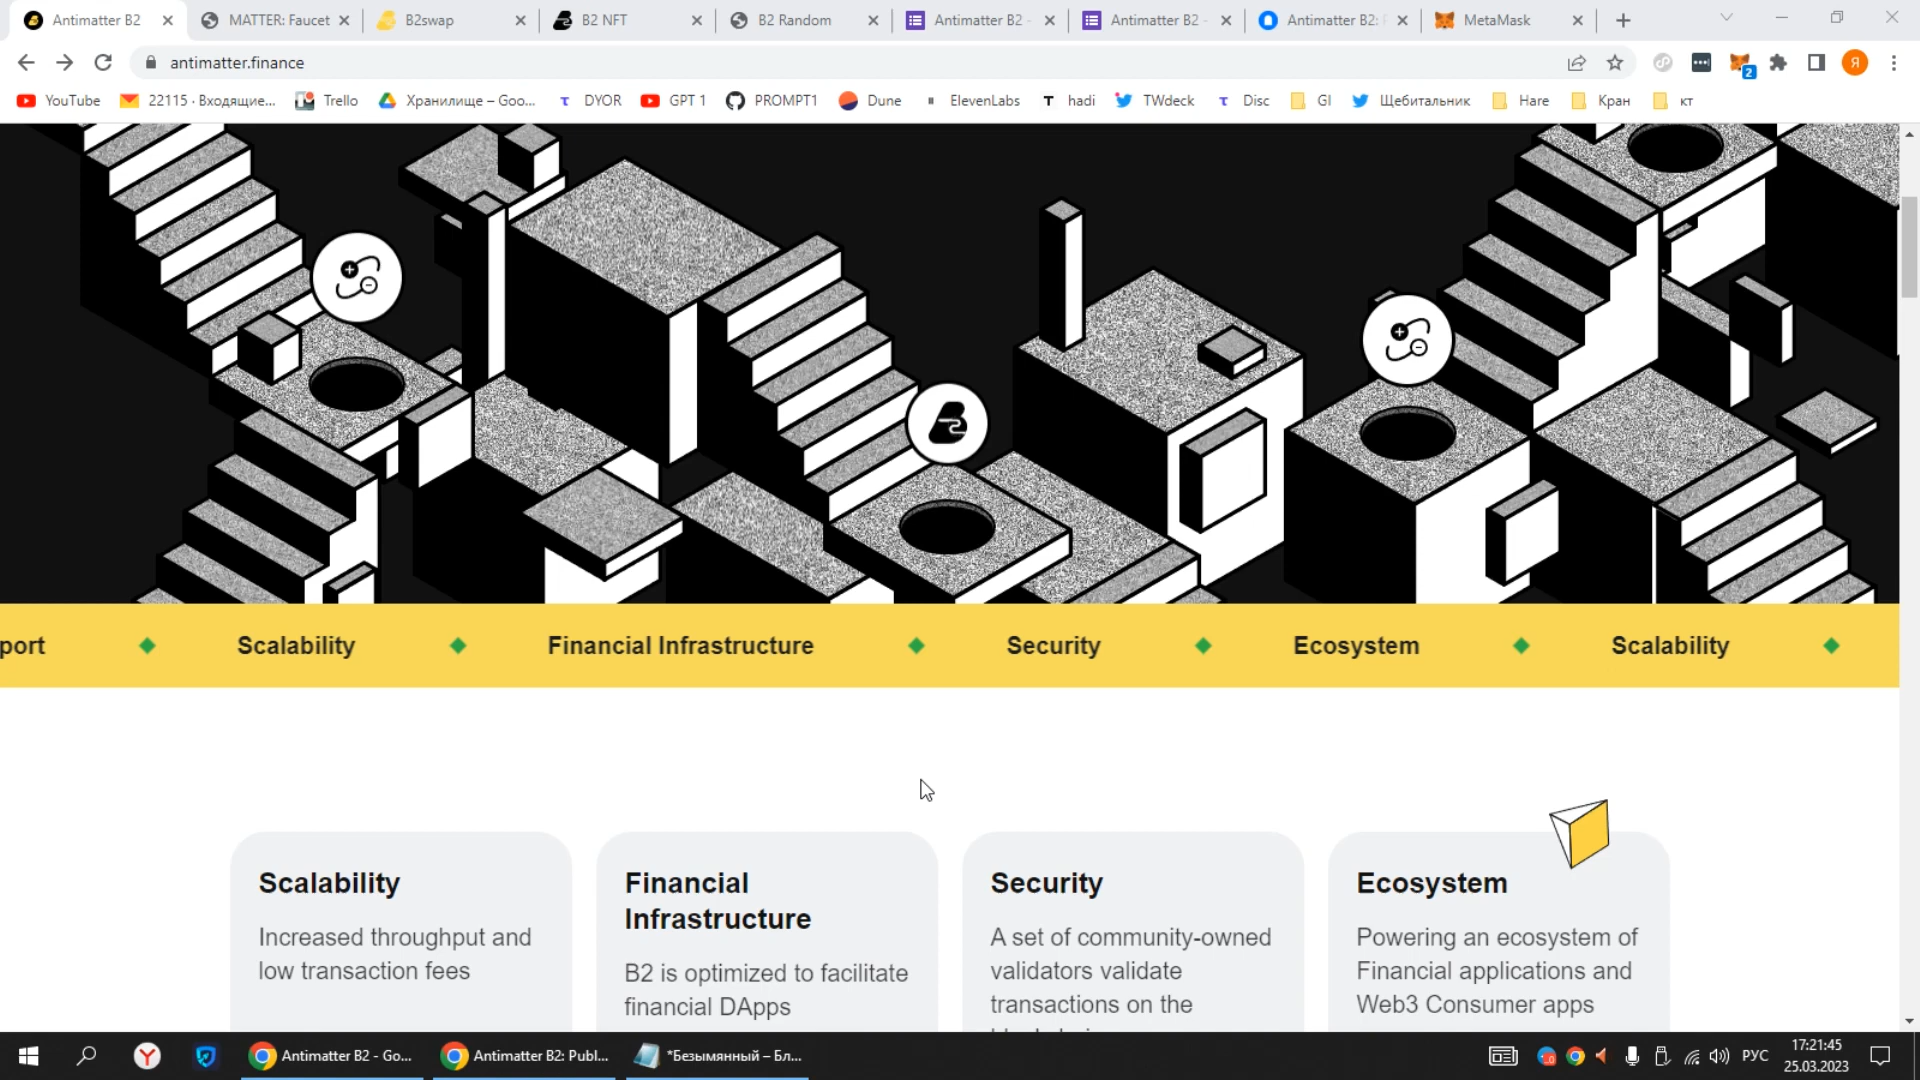 Antimatter B2
MATTER: Faucet
B2swap
B2 NFT
B2 Random
Antimatter B2 -
Antimatter B2 -
Antimatter B2:
MetaMask
antimatter.finance
2
Я
YouTube
22115 · Входящие...
Trello
Хранилище – Goo...
DYOR
GPT 1
PROMPT1
Dune
ElevenLabs
hadi
TWdeck
Disc
GI
Щебитальник
Наге
Кран
кт
port
Scalability
Financial Infrastructure
Security
Ecosystem
Scalability
Scalability
Increased throughput and
low transaction fees
Financial
Infrastructure
B2 is optimized to facilitate
financial DApps
Security
A set of community-owned
validators validate
transactions on the
Ecosystem
Powering an ecosystem of
Financial applications and
Web3 Consumer apps
Antimatter B2 - Go...
Antimatter B2: Publ...
*Безымянный – Бл...
РУС
17:21:45
25.03.2023